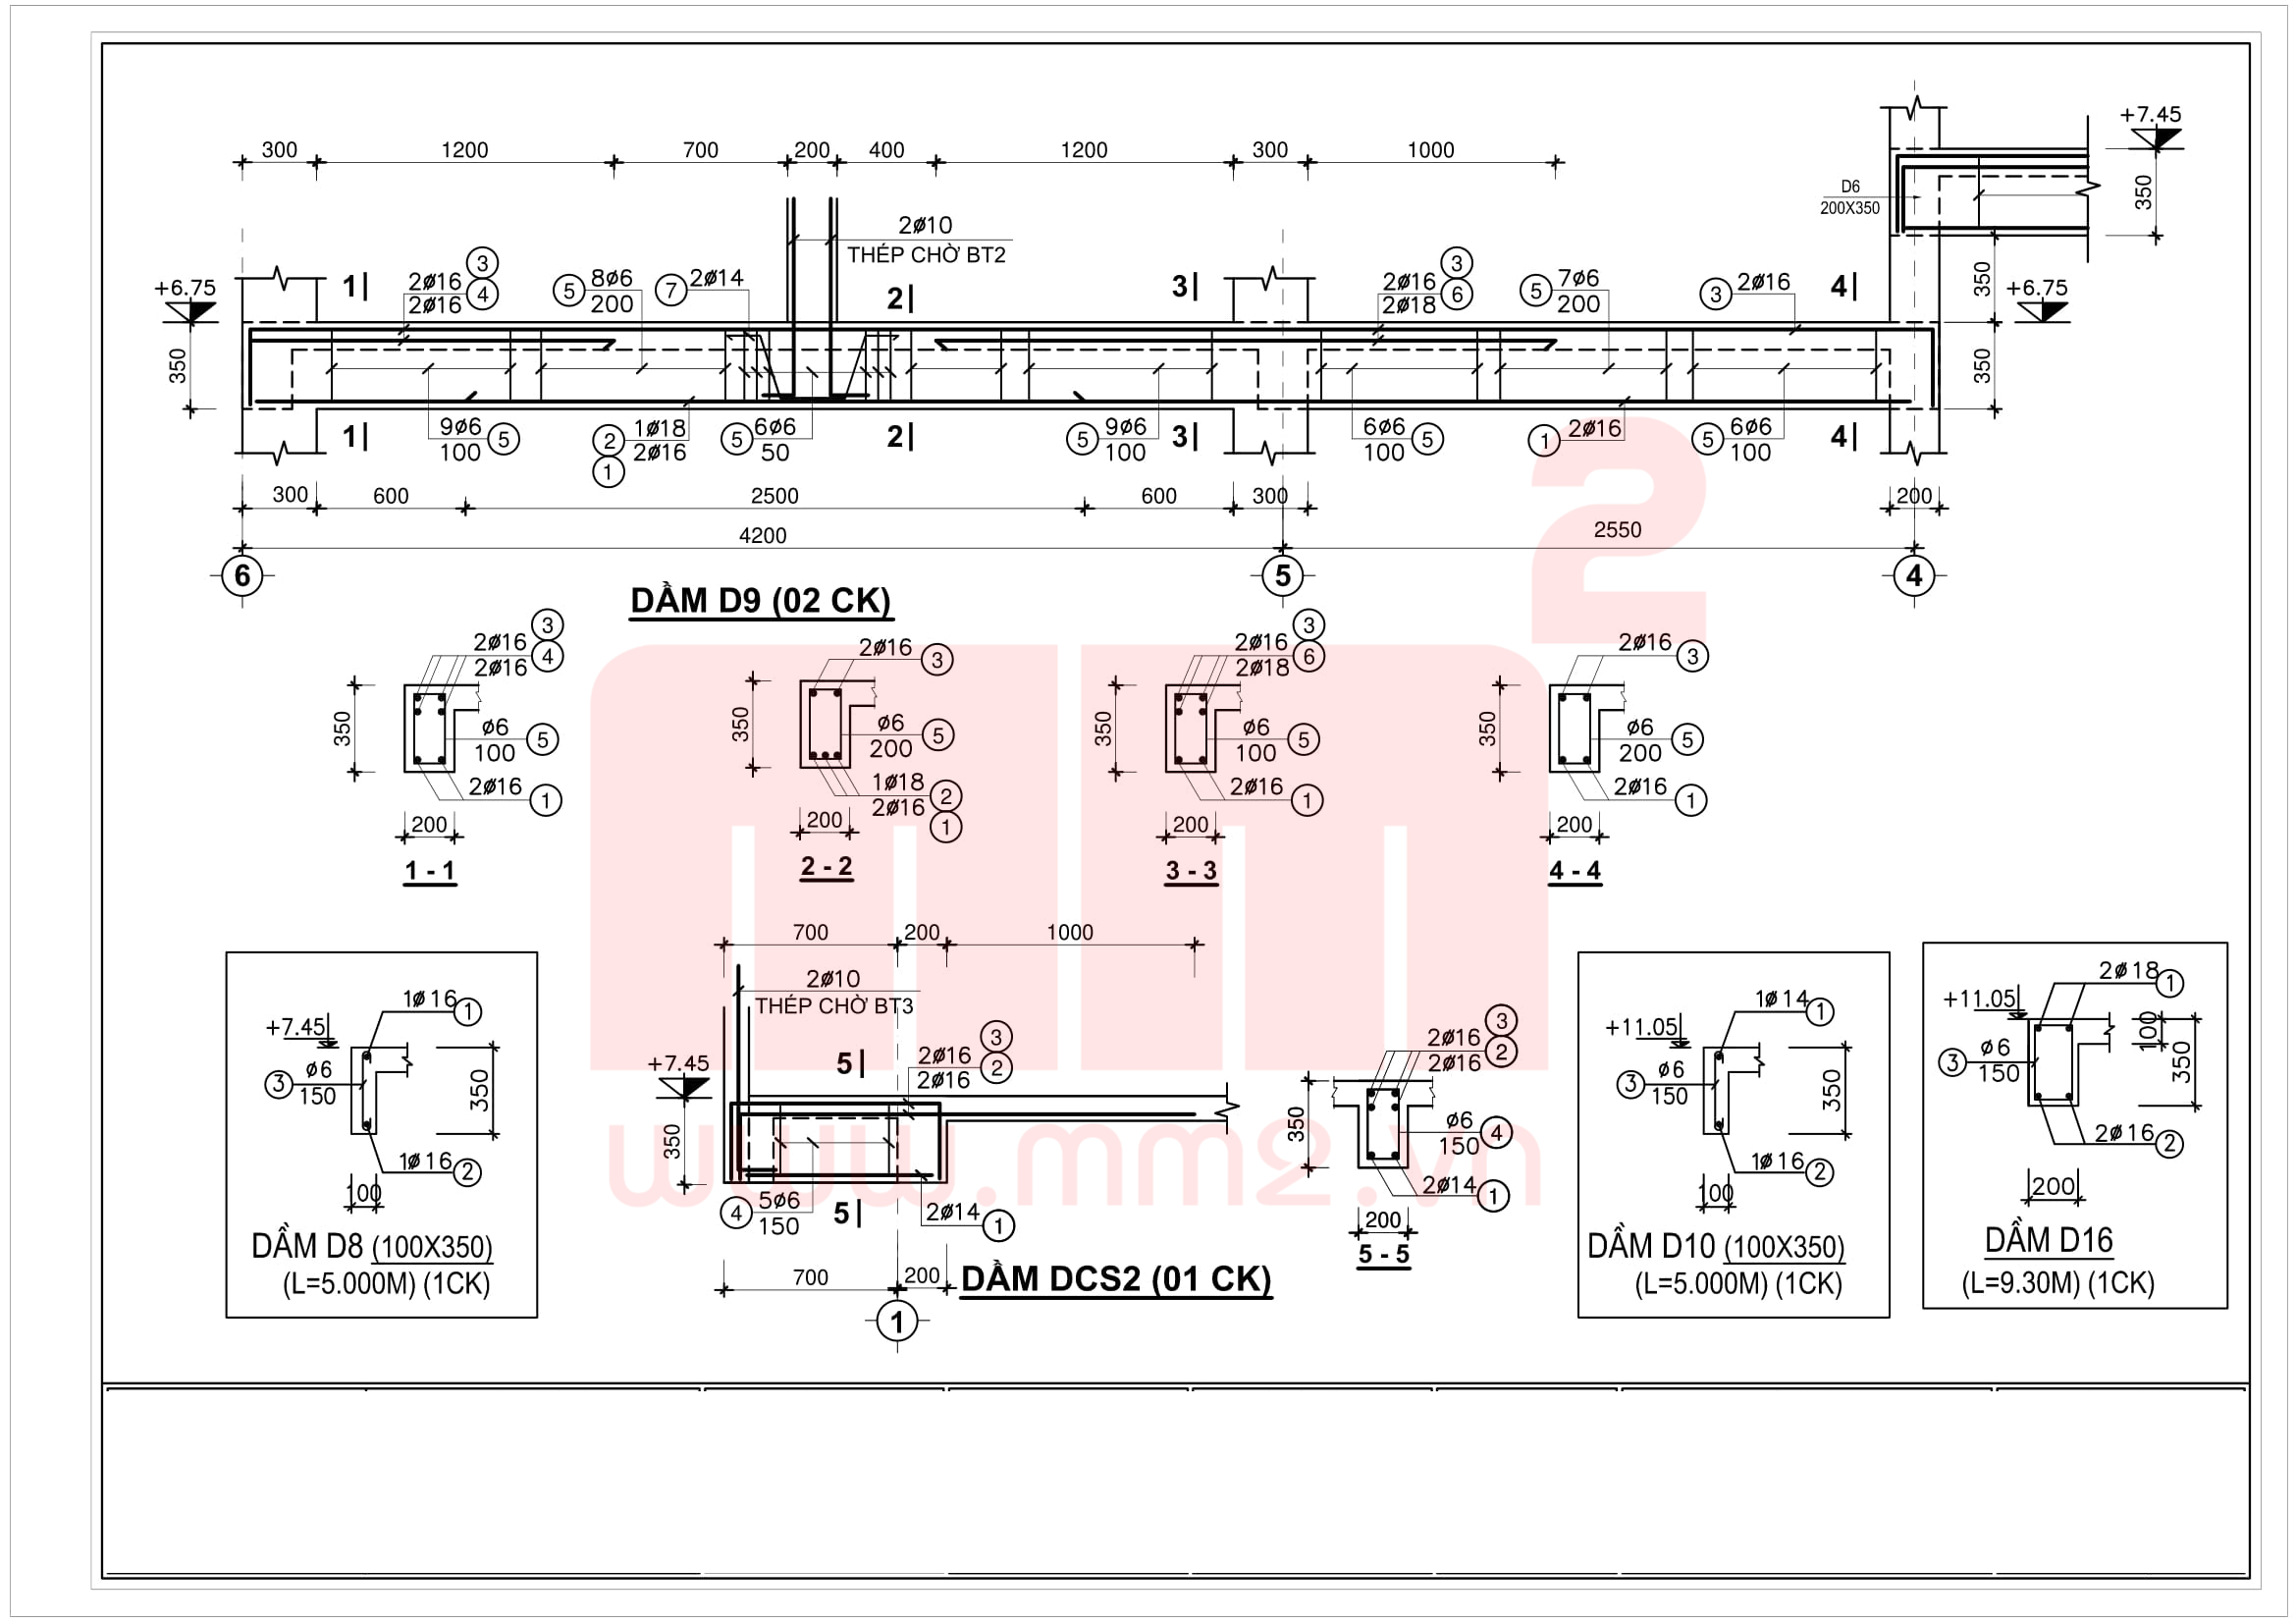 300 1200 700 200 400 1200 300 1000
+7.45
D6
200X350
350
2ø10
THÉP CHỜ BT2
350
+6.75
1 2ø16 3
2ø16 4
5 8ø6
200
7 2ø14
2
3
2ø16 3
2ø18 6
5 7ø6
200
3 2ø16
4
+6.75
350
350
1
9ø6 5
100
2 1ø18
1 2ø16
5 6ø6
50
2
5 9ø6
100
3
6ø6 5
100
1 2ø16
5 6ø6
100
4
300 600 2500 600 300 200
4200 2550
6 5 4
DẦM D9 (02 CK)
2ø16 3
2ø16 4
350
ø6 5
100
2ø16 1
200
1 - 1
2ø16 3
350
ø6 5
200
1ø18 2
2ø16 1
200
2 - 2
2ø16 3
2ø18 6
350
ø6 5
100
2ø16 1
200
3 - 3
2ø16 3
350
ø6 5
200
2ø16 1
200
4 - 4
1ø16 1
+7.45
ø6
3 150
350
1ø16 2
100
DẦM D8 (100X350)
(L=5.000M) (1CK)
700 200 1000
2ø10
THÉP CHỜ BT3
+7.45
5
2ø16 3
2ø16 2
350
4 5ø6
150
5
2ø14 1
700 200
1
DẦM DCS2 (01 CK)
2ø16 3
2ø16 2
350
ø6 4
150
2ø14 1
200
5 - 5
1ø14 1
+11.05
ø6
3 150
350
1ø16 2
100
DẦM D10 (100X350)
(L=5.000M) (1CK)
2ø18 1
+11.05
100
ø6
3 150
350
2ø16 2
200
DẦM D16
(L=9.30M) (1CK)
mm2
www.mm2.vn